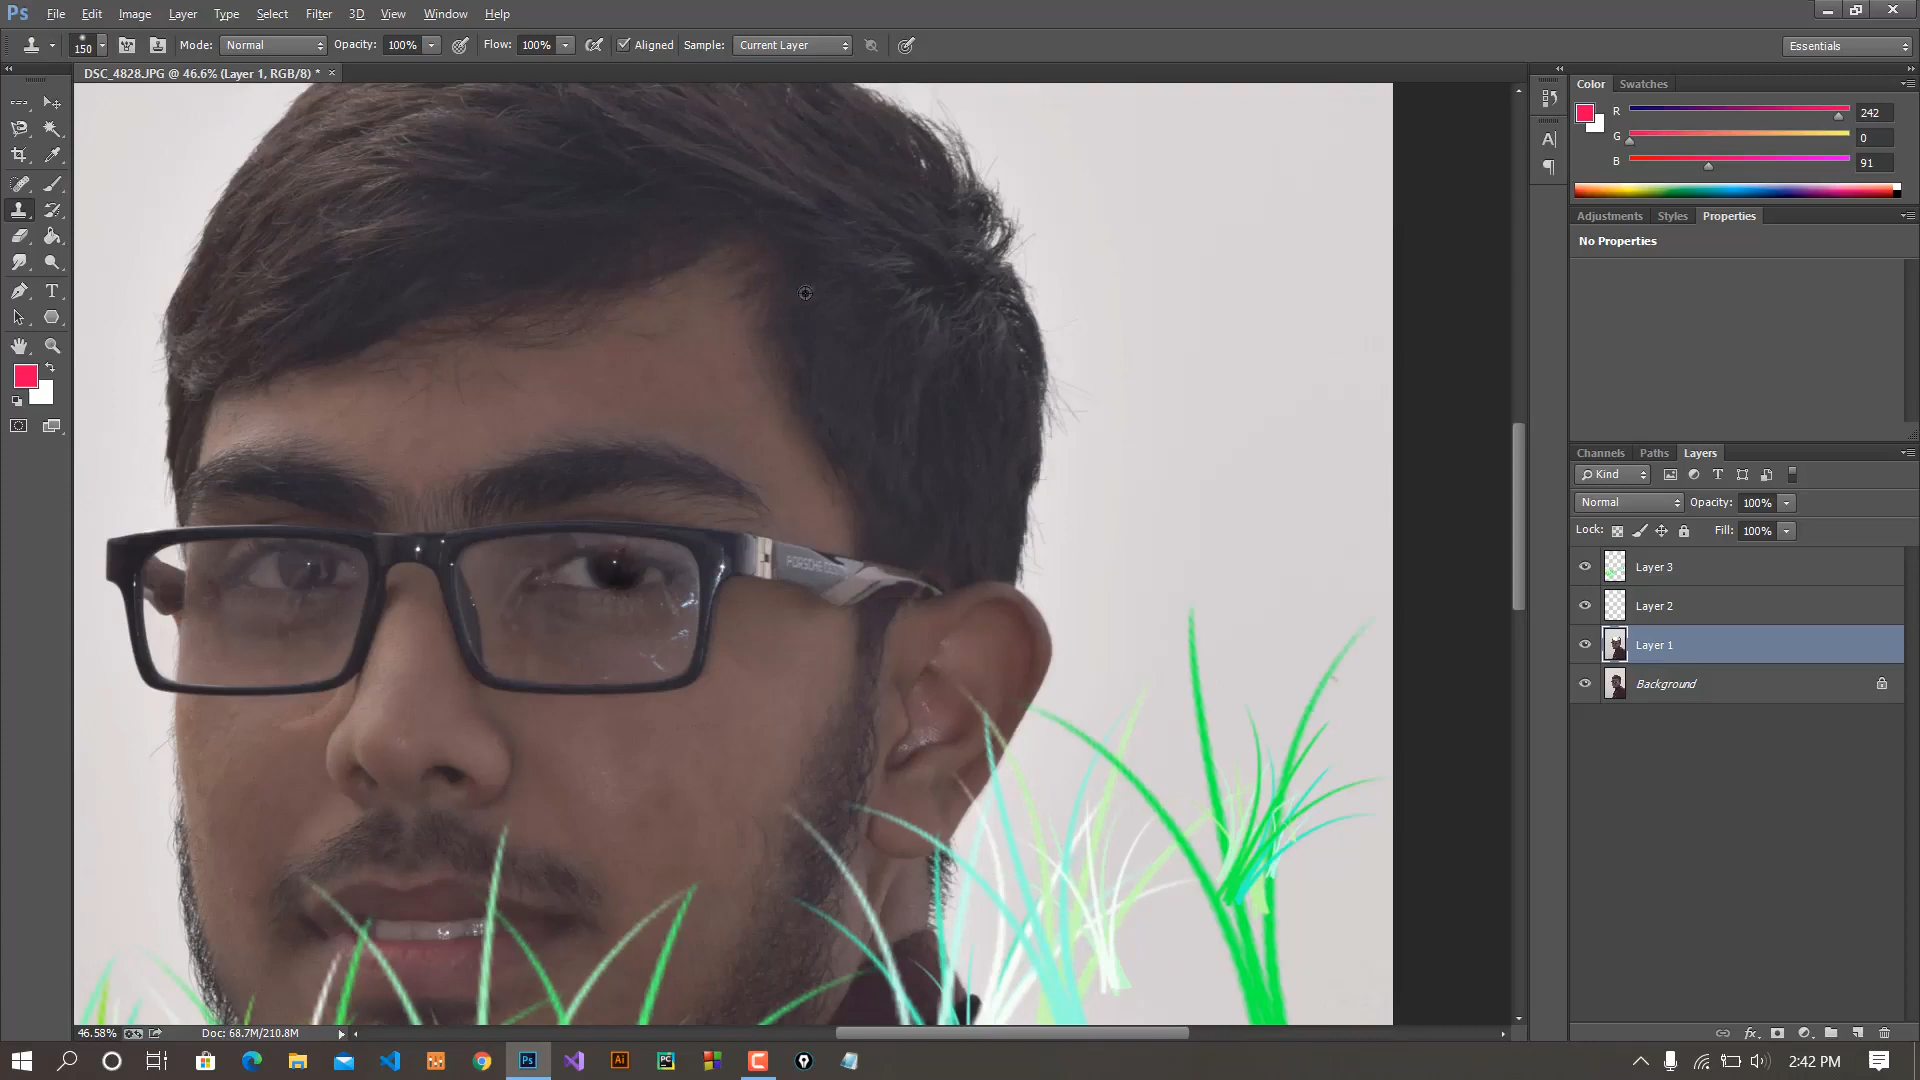 Ps File Edit Image Layer Type Select Filter 3D View Window Help
150 Mode: Normal Opacity: 100% Flow: 100% Aligned Sample: Current Layer Essentials
DSC_4828.JPG @ 46.6% (Layer 1, RGB/8) * ×
Color Swatches
R 242
G 0
B 91
Adjustments Styles Properties
No Properties
Channels Paths Layers
Kind
Normal Opacity: 100%
Lock: Fill: 100%
Layer 3
Layer 2
Layer 1
Background
46.58% Doc: 68.7M/210.8M
2:42 PM